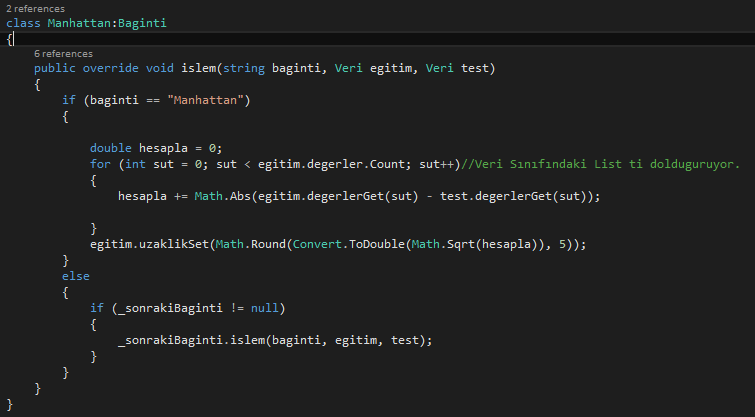 2 references
class Manhattan:Baginti
{
6 references
public override void islem(string baginti, Veri egitim, Veri test)
{
if (baginti == "Manhattan")
{
double hesapla = 0;
for (int sut = 0; sut < egitim.degerler.Count; sut++)//Veri Sınıfındaki List ti dolduguruyor.
{
hesapla += Math.Abs(egitim.degerlerGet(sut) - test.degerlerGet(sut));
}
egitim.uzaklikSet(Math.Round(Convert.ToDouble(Math.Sqrt(hesapla)), 5));
}
else
{
if (_sonrakiBaginti != null)
{
_sonrakiBaginti.islem(baginti, egitim, test);
}
}
}
}